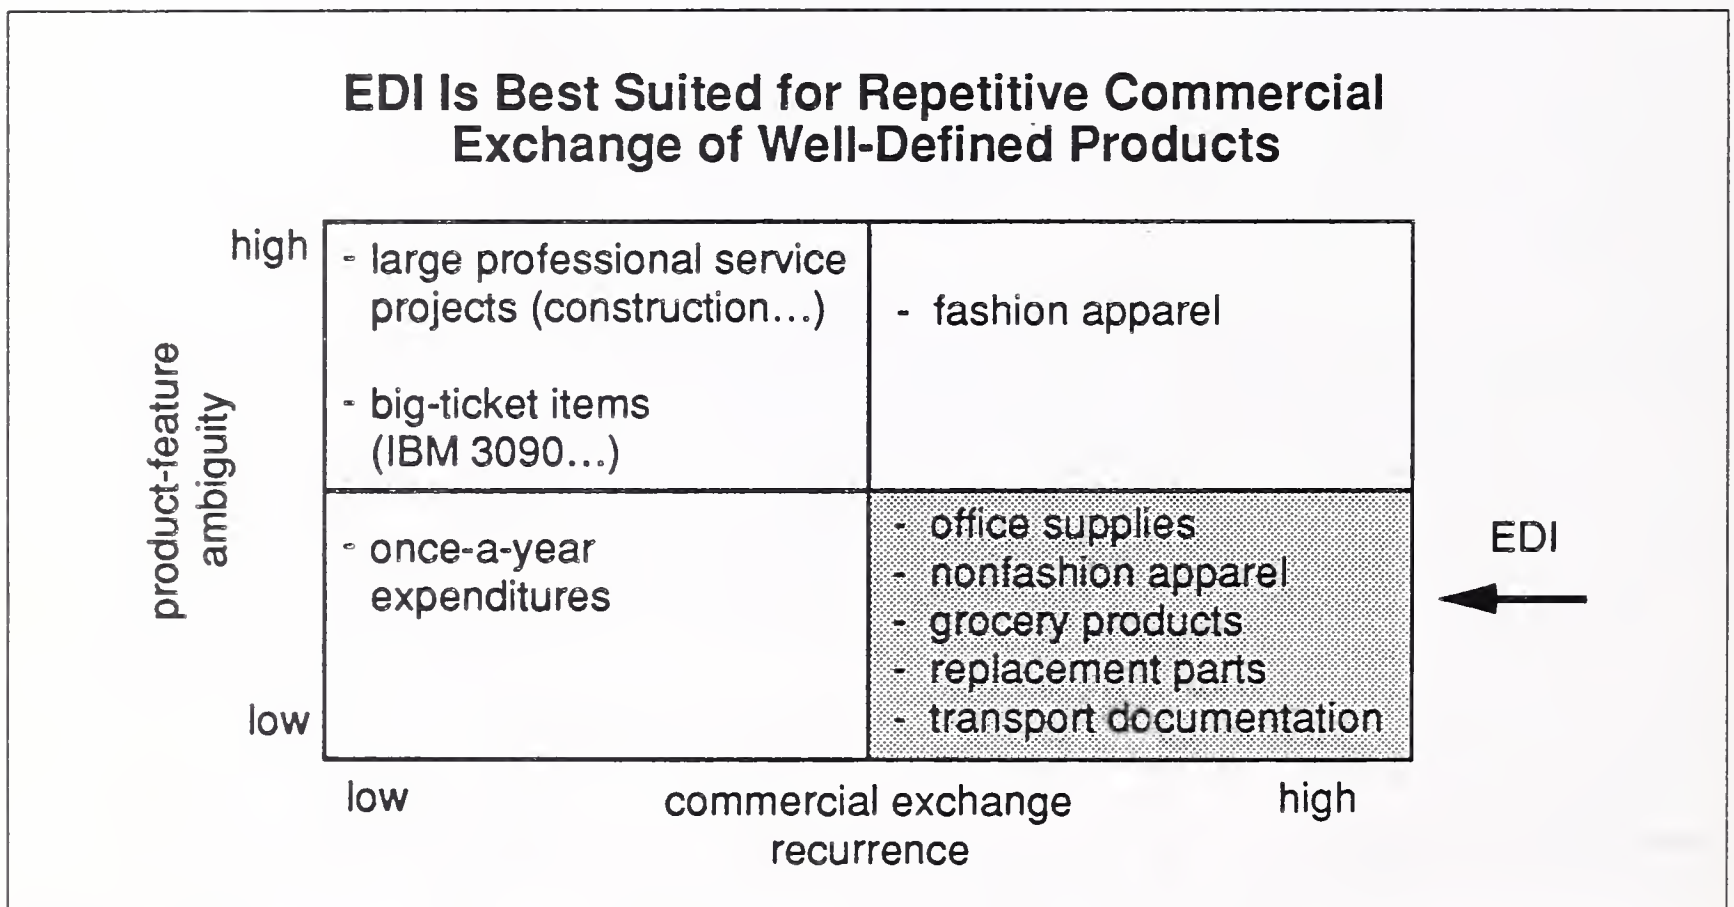 EDI Is Best Suited for Repetitive Commercial
Exchange of Well-Defined Products
high
- large professional service
projects (construction...)
- big-ticket items
(IBM 3090...)
- fashion apparel
product-feature
ambiguity
- once-a-year
expenditures
- office supplies
- nonfashion apparel
- grocery products
- replacement parts
- transport documentation
EDI
low
low
commercial exchange
recurrence
high